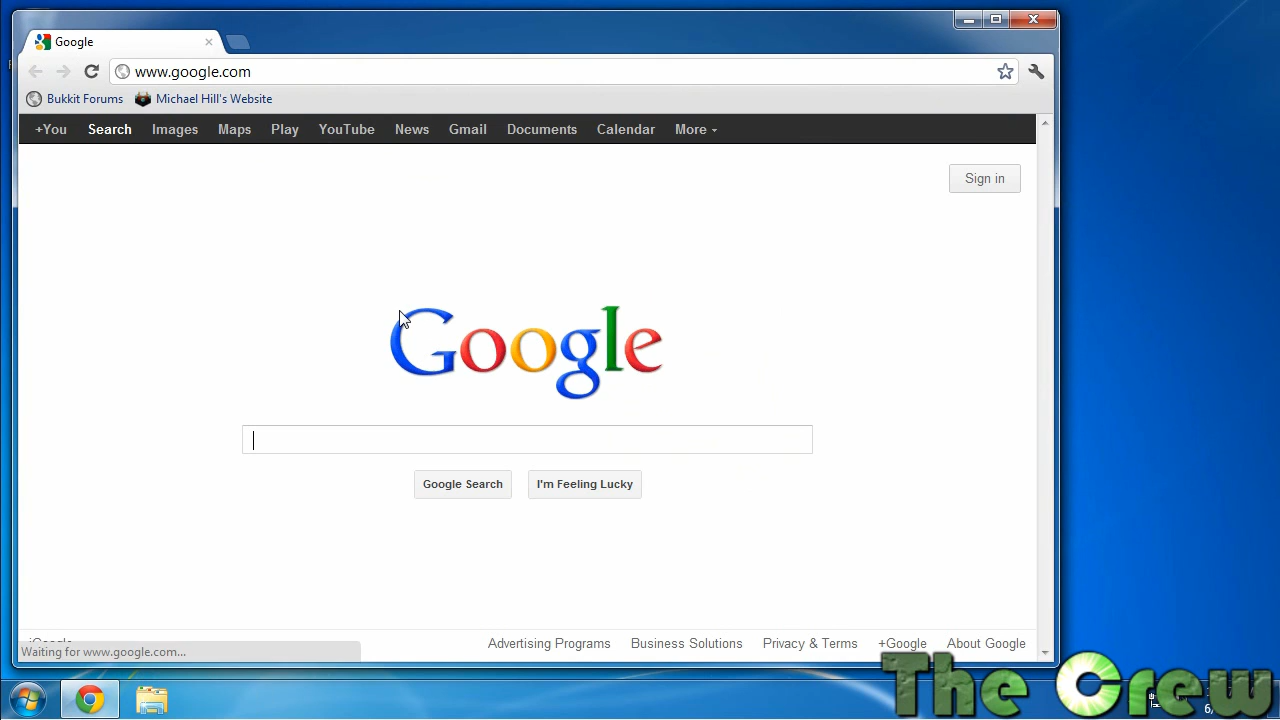 Google
www.google.com
Bukkit Forums Michael Hill's Website
+You Search Images Maps Play YouTube News Gmail Documents Calendar More
Sign in
Google
Google Search I'm Feeling Lucky
iGoogle Advertising Programs Business Solutions Privacy & Terms +Google About Google
Waiting for www.google.com...
The Crew